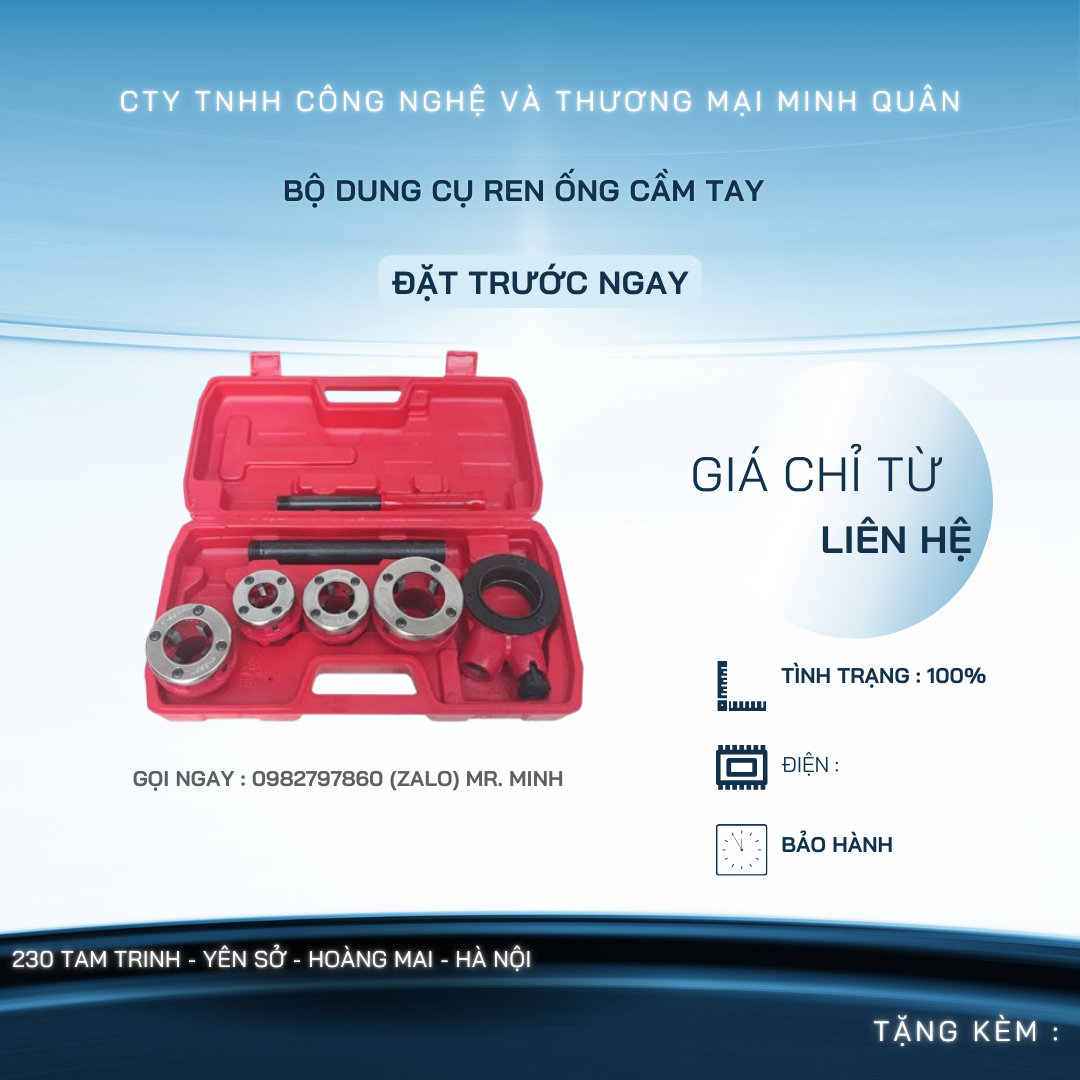 CTY TNHH CÔNG NGHỆ VÀ THƯƠNG MẠI MINH QUÂN
BỘ DUNG CỤ REN ỐNG CẦM TAY
ĐẶT TRƯỚC NGAY
GIÁ CHỈ TỪ
LIÊN HỆ
TÌNH TRẠNG : 100%
ĐIỆN :
BẢO HÀNH
GỌI NGAY : 0982797860 (ZALO) MR. MINH
230 TAM TRINH - YÊN SỞ - HOÀNG MAI - HÀ NỘI
TẶNG KÈM :